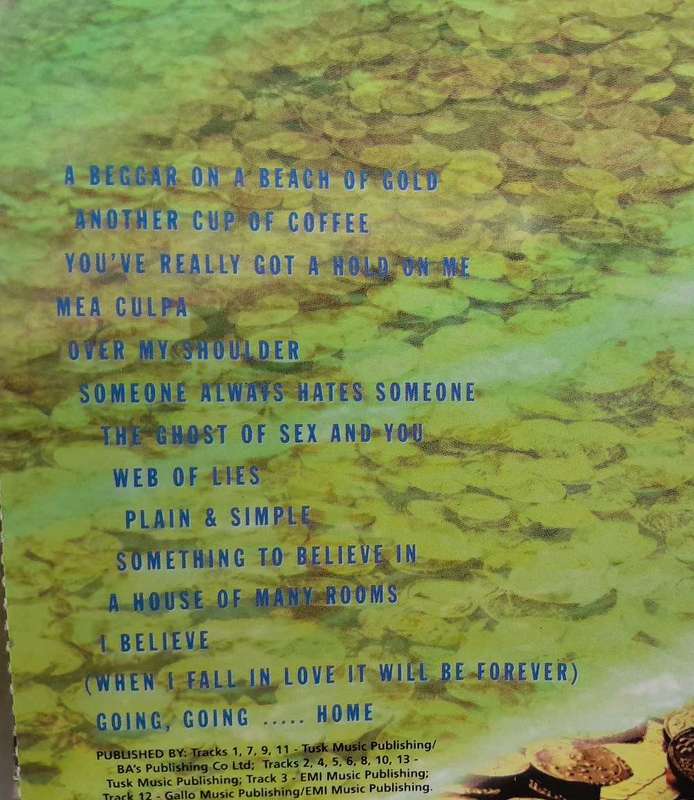 A BEGGAR ON A BEACH OF GOLD
ANOTHER CUP OF COFFEE
YOU'VE REALLY GOT A HOLD ON ME
MEA CULPA
OVER MY SHOULDER
SOMEONE ALWAYS HATES SOMEONE
THE GHOST OF SEX AND YOU
WEB OF LIES
PLAIN & SIMPLE
SOMETHING TO BELIEVE IN
A HOUSE OF MANY ROOMS
I BELIEVE
(WHEN I FALL IN LOVE IT WILL BE FOREVER)
GOING, GOING ..... HOME
PUBLISHED BY: Tracks 1, 7, 9, 11 - Tusk Music Publishing/
BA's Publishing Co Ltd; Tracks 2, 4, 5, 6, 8, 10, 13 -
Tusk Music Publishing; Track 3 - EMI Music Publishing;
Track 12 - Gallo Music Publishing/EMI Music Publishing.